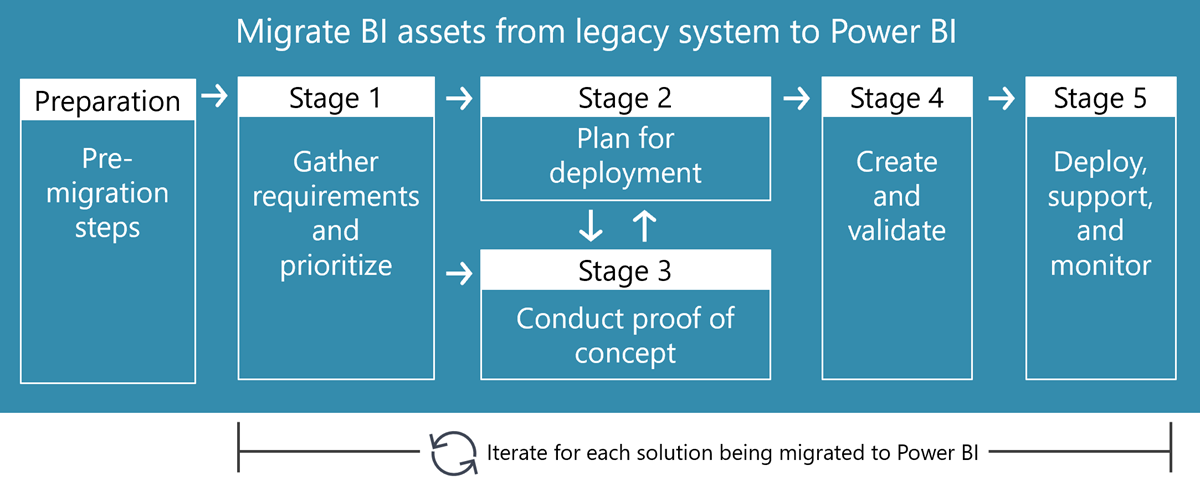 Migrate BI assets from legacy system to Power BI
Preparation
Pre-
migration
steps
Stage 1
Gather
requirements
and
prioritize
Stage 2
Plan for
deployment
Stage 3
Conduct proof of
concept
Stage 4
Create
and
validate
Stage 5
Deploy,
support,
and
monitor
Iterate for each solution being migrated to Power BI